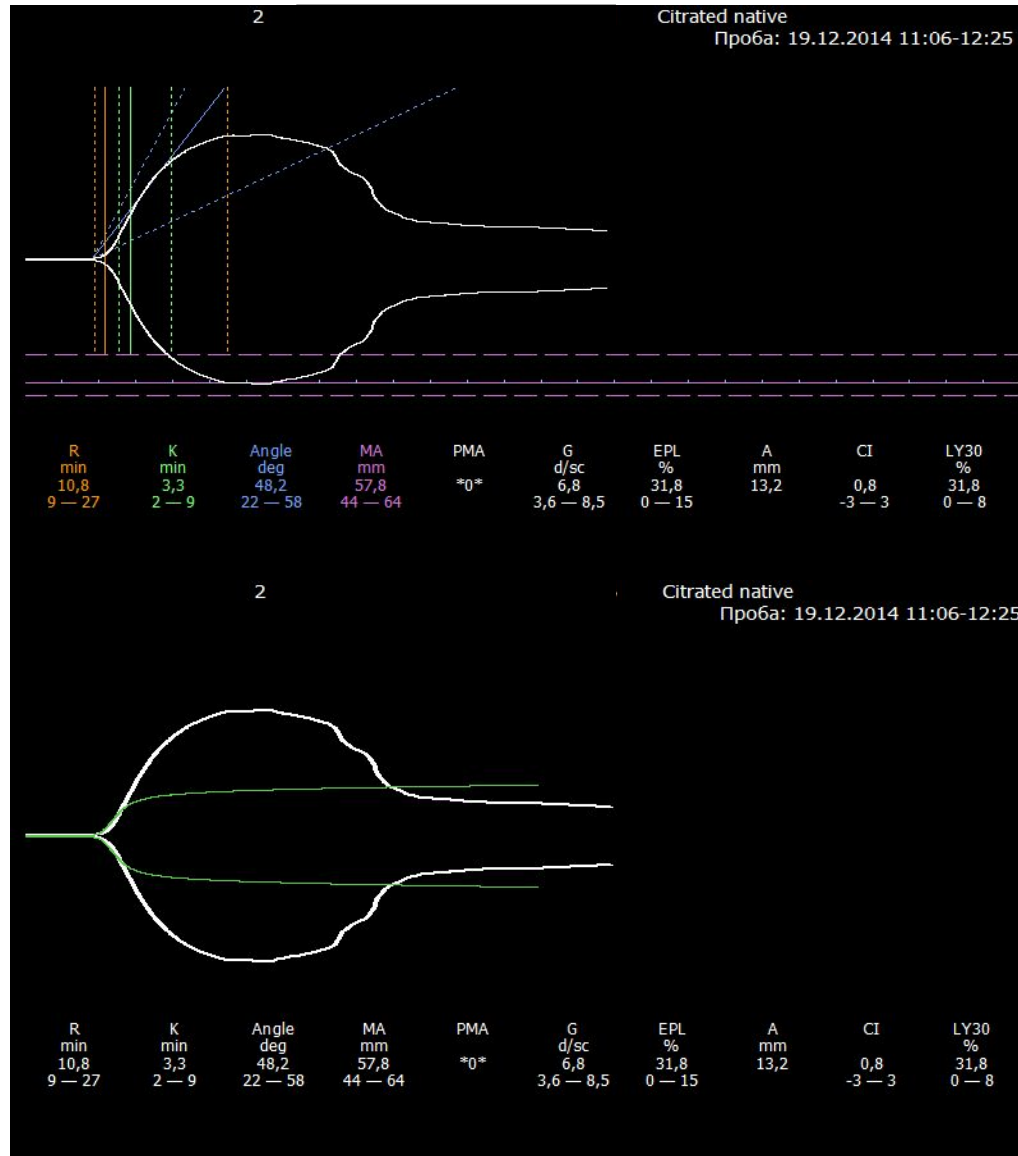 2 Citrated native
Проба: 19.12.2014 11:06-12:25
R K Angle MA PMA G EPL A CI LY30
min min deg mm d/sc % mm %
10,8 3,3 48,2 57,8 *0* 6,8 31,8 13,2 0,8 31,8
9 — 27 2 — 9 22 — 58 44 — 64 3,6 — 8,5 0 — 15 -3 — 3 0 — 8
2 Citrated native
Проба: 19.12.2014 11:06-12:25
R K Angle MA PMA G EPL A CI LY30
min min deg mm d/sc % mm %
10,8 3,3 48,2 57,8 *0* 6,8 31,8 13,2 0,8 31,8
9 — 27 2 — 9 22 — 58 44 — 64 3,6 — 8,5 0 — 15 -3 — 3 0 — 8